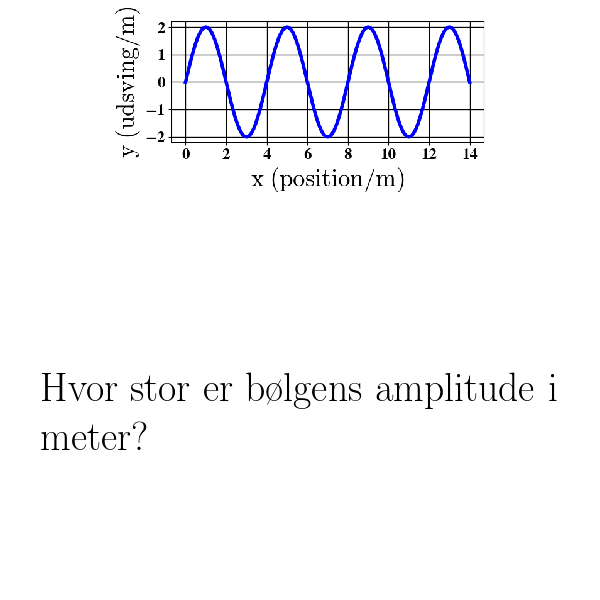 y (udsving/m)
2
1
0
−1
−2
0 2 4 6 8 10 12 14
x (position/m)
Hvor stor er bølgens amplitude i
meter?